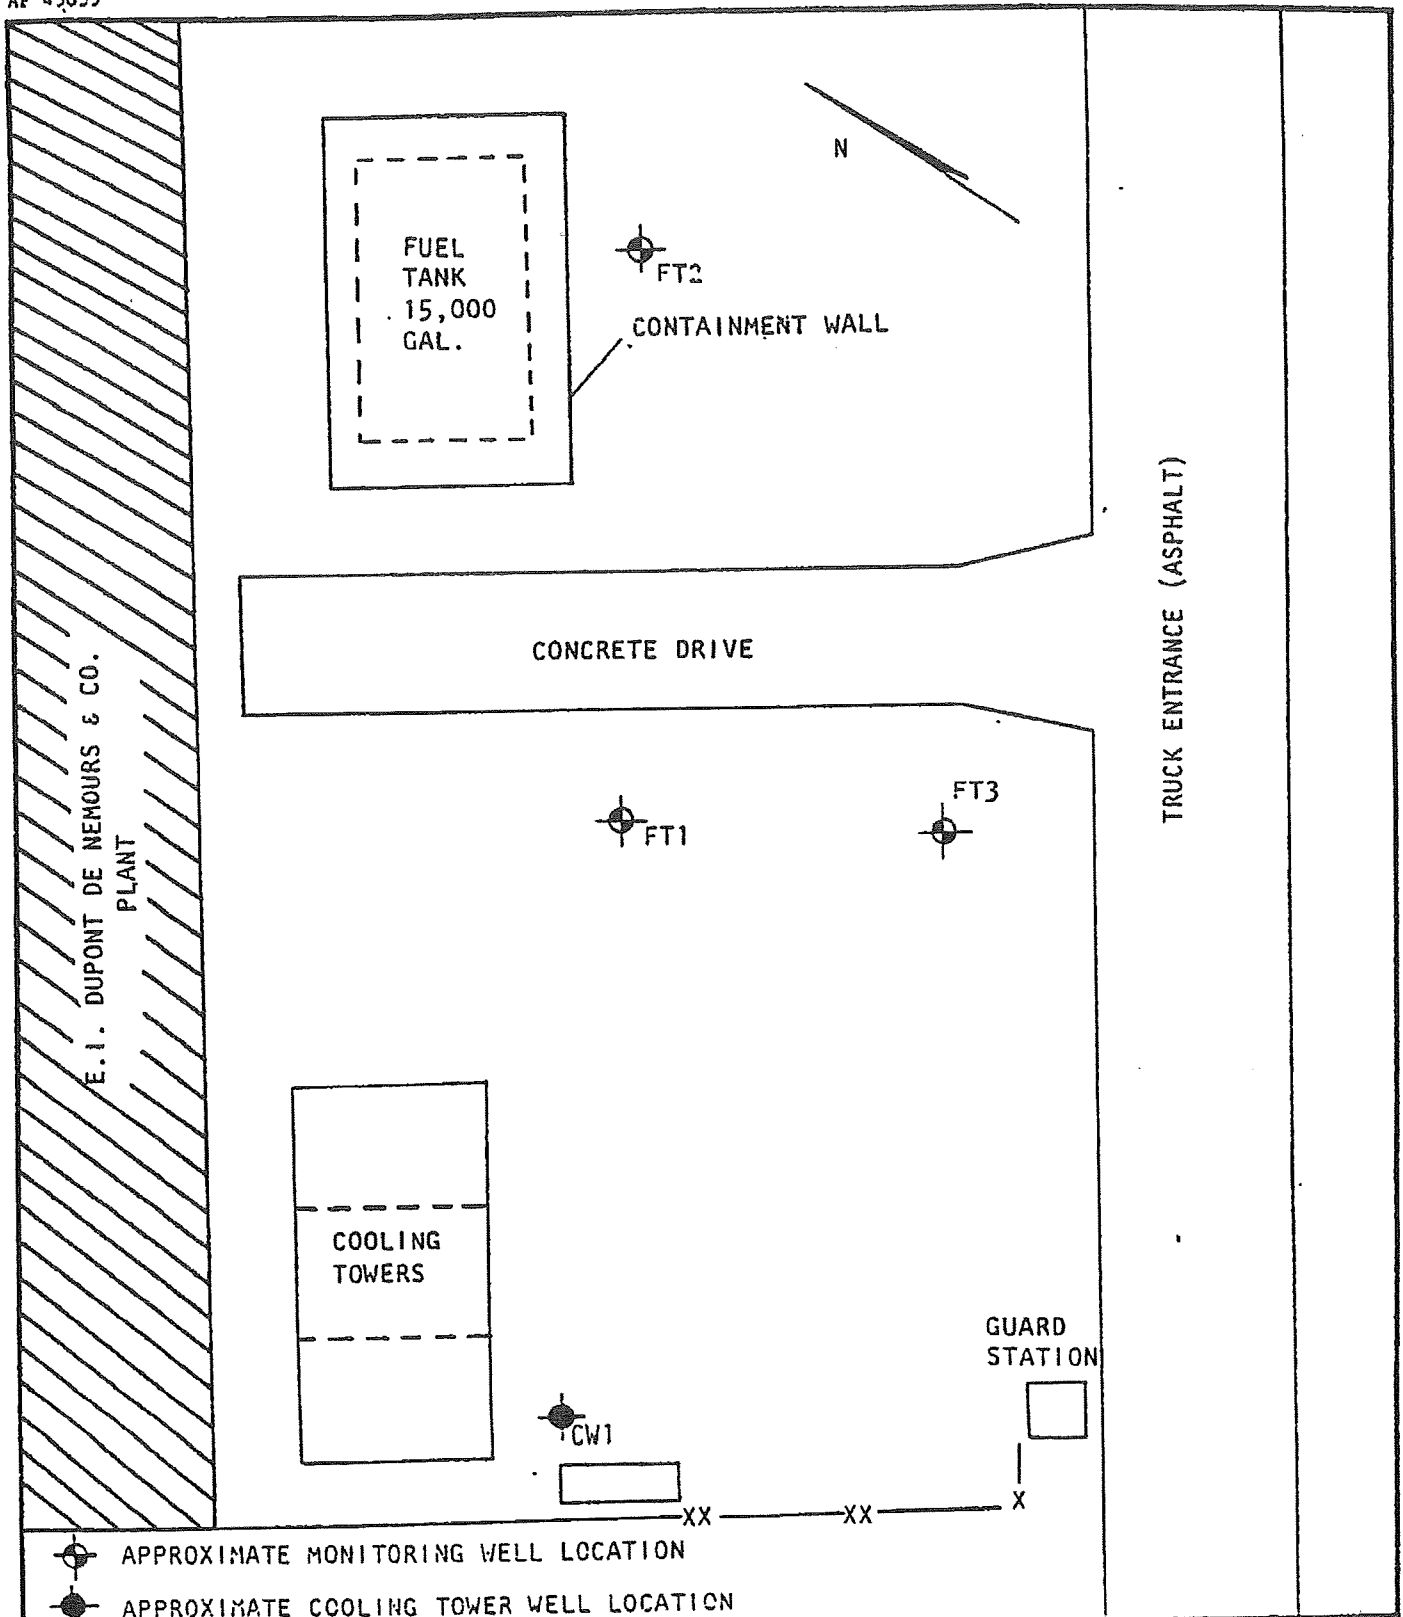 N
FUEL
TANK
15,000
GAL.
FT2
CONTAINMENT WALL
TRUCK ENTRANCE (ASPHALT)
CONCRETE DRIVE
E.I. DUPONT DE NEMOURS & CO.
PLANT
FT3
FT1
COOLING
TOWERS
GUARD
STATION
CW1
XX XX X
APPROXIMATE MONITORING WELL LOCATION
APPROXIMATE COOLING TOWER WELL LOCATION